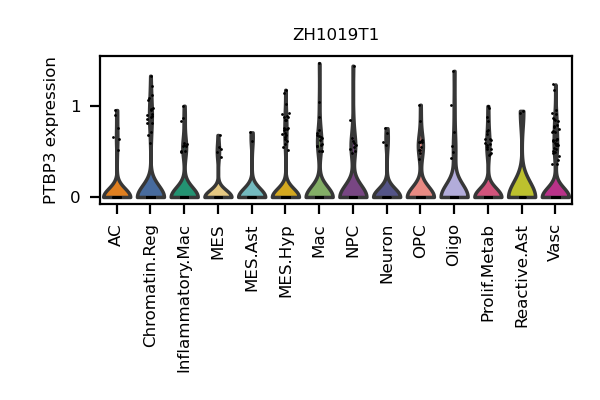 ZH1019T1
PTBP3 expression
1
0
AC
Chromatin.Reg
Inflammatory.Mac
MES
MES.Ast
MES.Hyp
Mac
NPC
Neuron
OPC
Oligo
Prolif.Metab
Reactive.Ast
Vasc